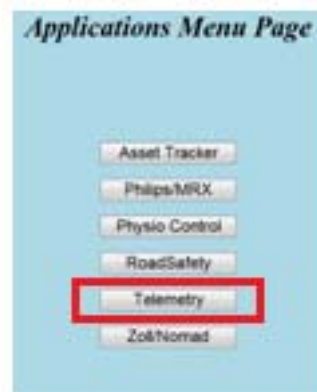 Applications Menu Page
Asset Tracker
Philips/MRX
Physio Control
RoadSafety
Telemetry
Zoll/Nomad